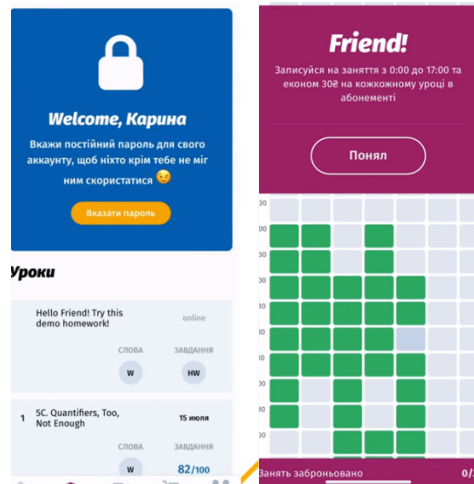 Welcome, Карина
Вкажи постійний пароль для свого
аккаунту, щоб ніхто крім тебе не міг
ним скористатися 😉
Вказати пароль
Уроки
Hello Friend! Try this
demo homework!
online
СЛОВА
ЗАВДАННЯ
W
HW
1
5C. Quantifiers, Too,
Not Enough
15 июля
СЛОВА
ЗАВДАННЯ
W
82/100
Friend!
Записуйся на заняття з 0:00 до 17:00 та
економ 30₴ на кожкожному уроці в
абонементі
Понял
Занять заброньовано